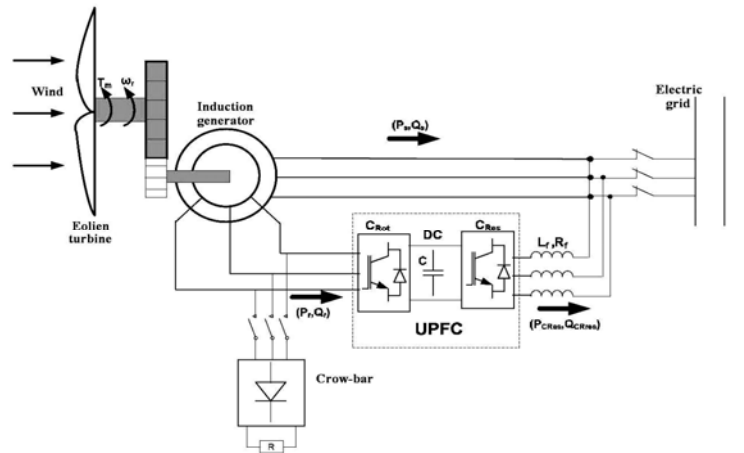 Wind
Tm
ωr
Induction
generator
(Ps,Qs)
Electric
grid
Eolien
turbine
CRot
DC
C
CRes
Lf ,Rf
UPFC
(Pr,Qr)
(PCRes,QCRres)
Crow-bar
R